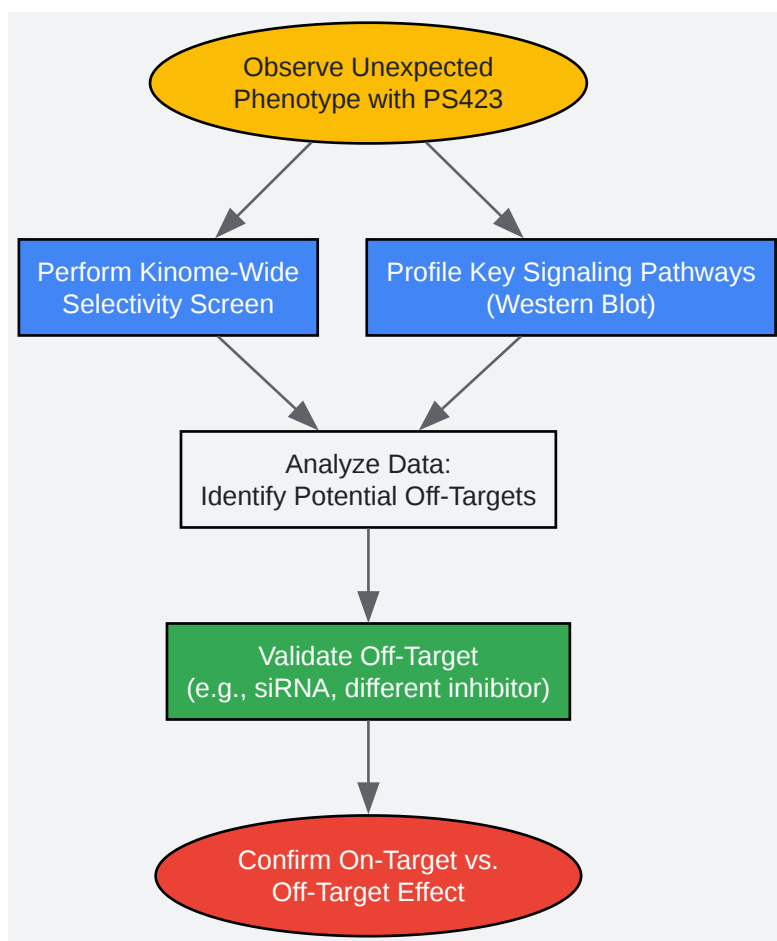 Observe Unexpected
Phenotype with PS423
Perform Kinome-Wide
Selectivity Screen
Profile Key Signaling Pathways
(Western Blot)
Analyze Data:
Identify Potential Off-Targets
Validate Off-Target
(e.g., siRNA, different inhibitor)
Confirm On-Target vs.
Off-Target Effect